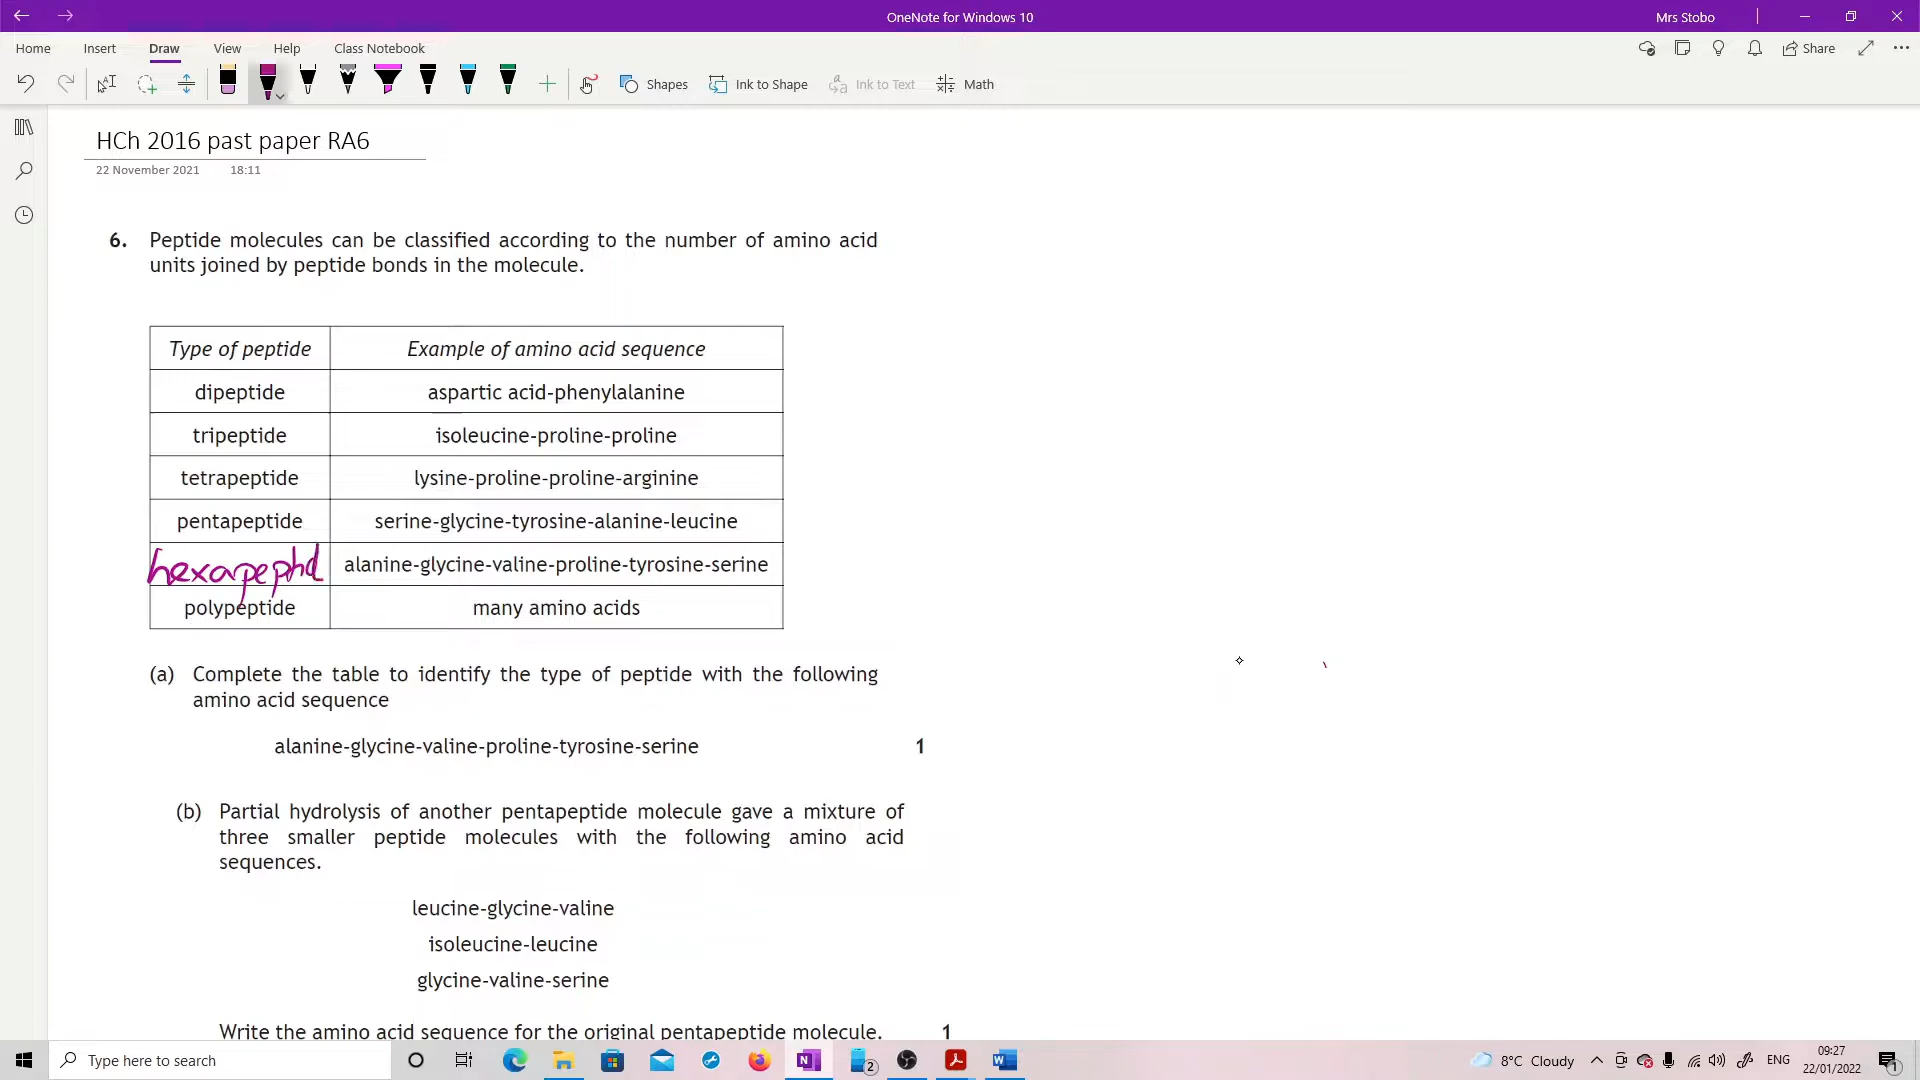 OneNote for Windows 10
Mrs Stobo
Home Insert Draw View Help Class Notebook
Share
Shapes Ink to Shape Ink to Text Math
HCh 2016 past paper RA6
22 November 2021 18:11
6. Peptide molecules can be classified according to the number of amino acid
units joined by peptide bonds in the molecule.
Type of peptide Example of amino acid sequence
dipeptide aspartic acid-phenylalanine
tripeptide isoleucine-proline-proline
tetrapeptide lysine-proline-proline-arginine
pentapeptide serine-glycine-tyrosine-alanine-leucine
hexapeptid alanine-glycine-valine-proline-tyrosine-serine
polypeptide many amino acids
(a) Complete the table to identify the type of peptide with the following
amino acid sequence
alanine-glycine-valine-proline-tyrosine-serine 1
(b) Partial hydrolysis of another pentapeptide molecule gave a mixture of
three smaller peptide molecules with the following amino acid
sequences.
leucine-glycine-valine
isoleucine-leucine
glycine-valine-serine
Write the amino acid sequence for the original pentapeptide molecule. 1
Type here to search
2
8°C Cloudy
ENG
09:27
22/01/2022
1